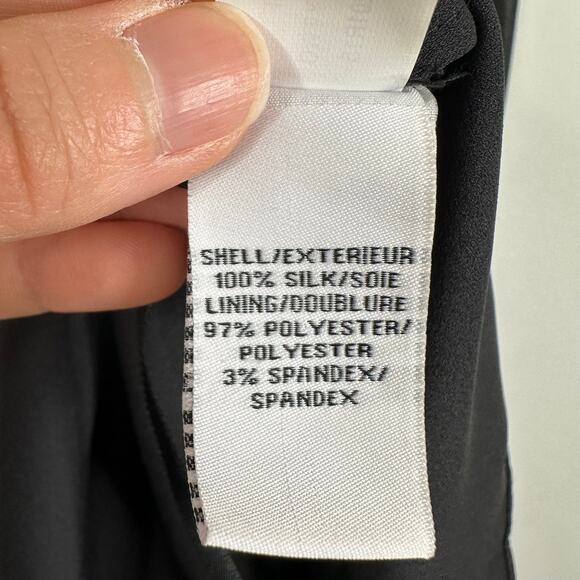 SHELL/EXTERIEUR
100% SILK/SOIE
LINING/DOUBLURE
97% POLYESTER/
POLYESTER
3% SPANDEX/
SPANDEX